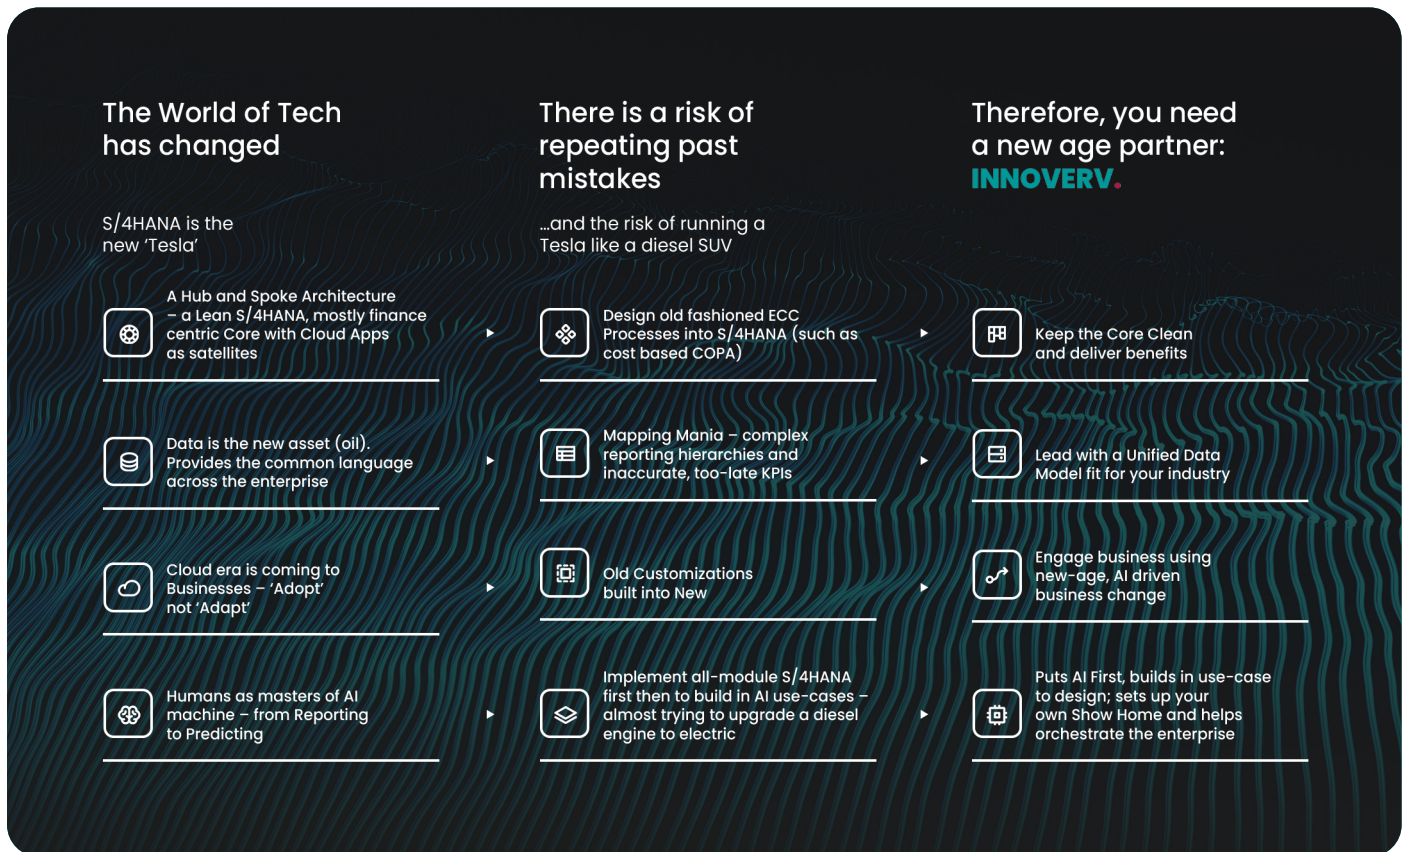 The World of Tech
has changed
S/4HANA is the
new ‘Tesla’
A Hub and Spoke Architecture
– a Lean S/4HANA, mostly finance
centric Core with Cloud Apps
as satellites
Data is the new asset (oil).
Provides the common language
across the enterprise
Cloud era is coming to
Businesses – ‘Adopt’
not ‘Adapt’
Humans as masters of AI
machine – from Reporting
to Predicting
There is a risk of
repeating past
mistakes
...and the risk of running a
Tesla like a diesel SUV
Design old fashioned ECC
Processes into S/4HANA (such as
cost based COPA)
Mapping Mania – complex
reporting hierarchies and
inaccurate, too-late KPIs
Old Customizations
built into New
Implement all-module S/4HANA
first then to build in AI use-cases –
almost trying to upgrade a diesel
engine to electric
Therefore, you need
a new age partner:
INNOVERV.
Keep the Core Clean
and deliver benefits
Lead with a Unified Data
Model fit for your industry
Engage business using
new-age, AI driven
business change
Puts AI First, builds in use-case
to design; sets up your
own Show Home and helps
orchestrate the enterprise